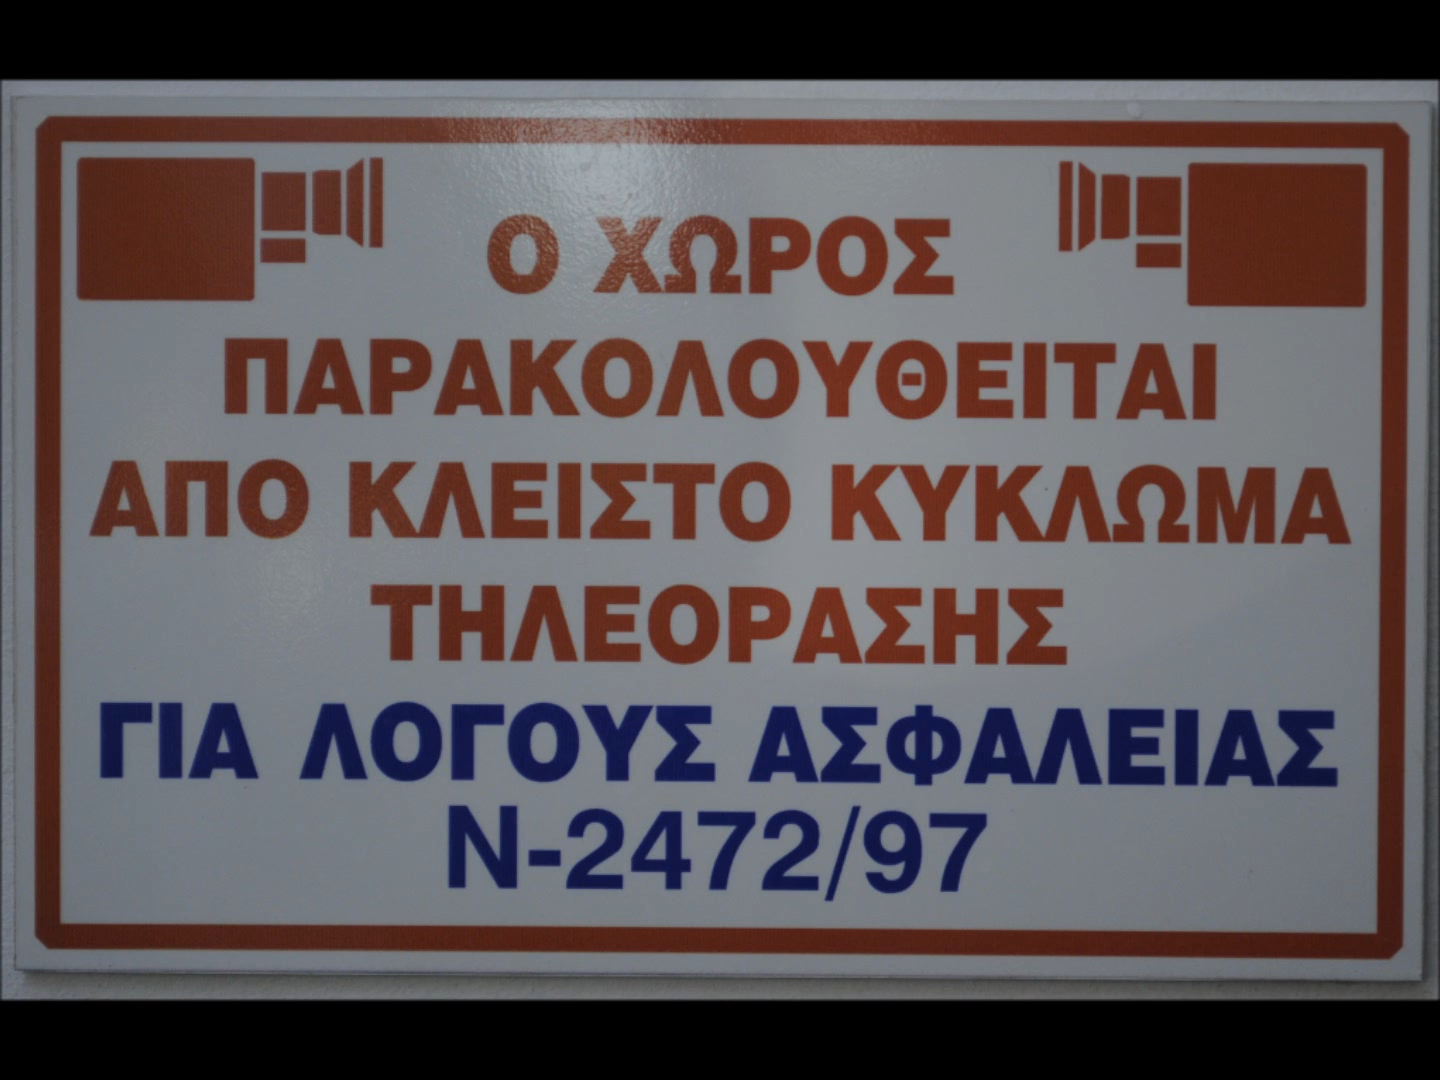 Ο ΧΩΡΟΣ
ΠΑΡΑΚΟΛΟΥΘΕΙΤΑΙ
ΑΠΟ ΚΛΕΙΣΤΟ ΚΥΚΛΩΜΑ
ΤΗΛΕΟΡΑΣΗΣ
ΓΙΑ ΛΟΓΟΥΣ ΑΣΦΑΛΕΙΑΣ
Ν-2472/97